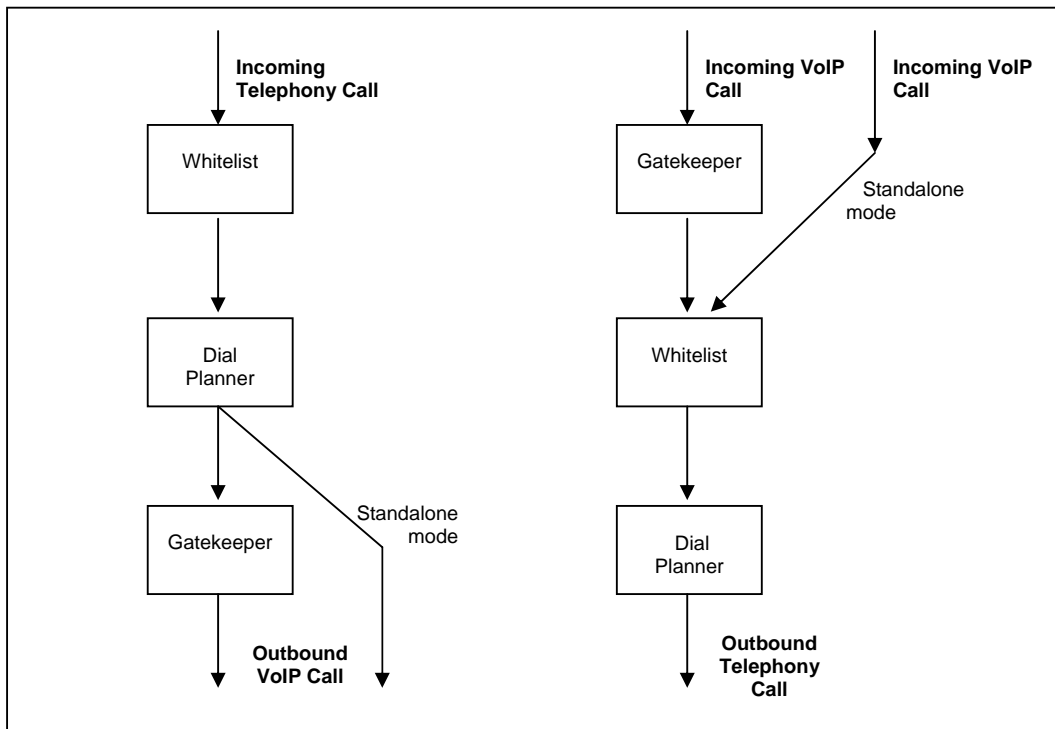 Incoming
Telephony Call
Whitelist
Dial
Planner
Standalone
mode
Gatekeeper
Outbound
VoIP Call
Incoming VoIP
Call
Incoming VoIP
Call
Gatekeeper
Standalone
mode
Whitelist
Dial
Planner
Outbound
Telephony
Call